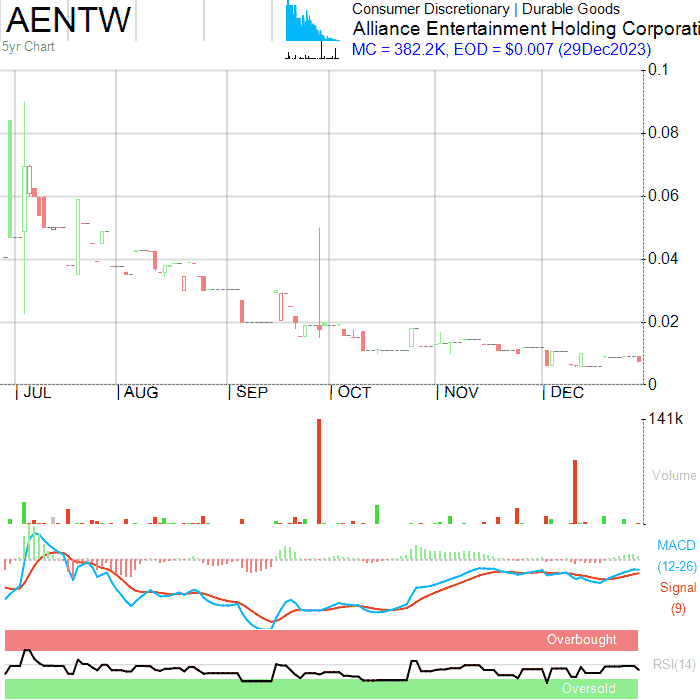 AENTW
5yr Chart
Consumer Discretionary | Durable Goods
Alliance Entertainment Holding Corporati
MC = 382.2K, EOD = $0.007 (29Dec2023)
0.1
0.08
0.06
0.04
0.02
0
JUL AUG SEP OCT NOV DEC
141k
Volume
MACD
(12-26)
Signal
(9)
Overbought
RSI(14)
Oversold